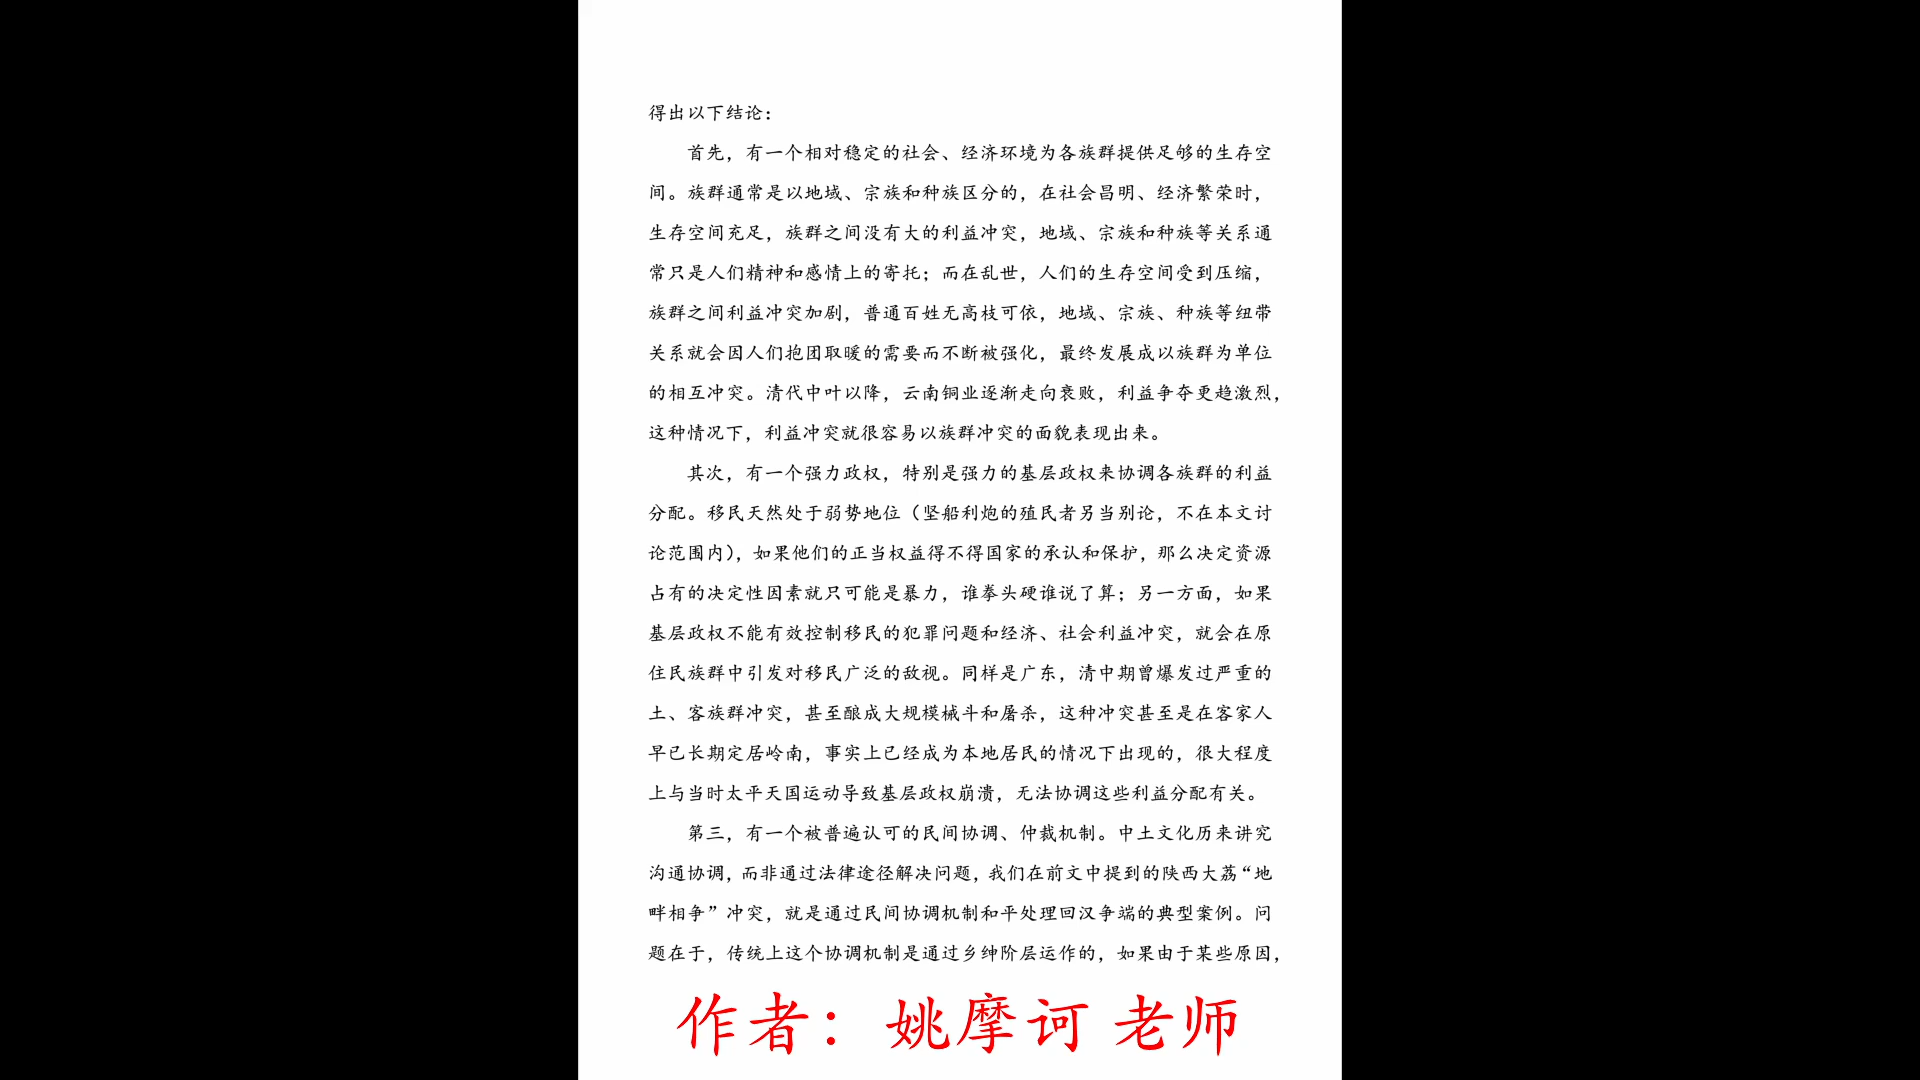 得出以下结论：
首先，有一个相对稳定的社会、经济环境为各族群提供足够的生存空
间。族群通常是以地域、宗族和种族区分的，在社会昌明、经济繁荣时，
生存空间充足，族群之间没有大的利益冲突，地域、宗族和种族等关系通
常只是人们精神和感情上的寄托；而在乱世，人们的生存空间受到压缩，
族群之间利益冲突加剧，普通百姓无高枝可依，地域、宗族、种族等纽带
关系就会因人们抱团取暖的需要而不断被强化，最终发展成以族群为单位
的相互冲突。清代中叶以降，云南铜业逐渐走向衰败，利益争夺更趋激烈，
这种情况下，利益冲突就很容易以族群冲突的面貌表现出来。
其次，有一个强力政权，特别是强力的基层政权来协调各族群的利益
分配。移民天然处于弱势地位（坚船利炮的殖民者另当别论，不在本文讨
论范围内），如果他们的正当权益得不得国家的承认和保护，那么决定资源
占有的决定性因素就只可能是暴力，谁拳头硬谁说了算；另一方面，如果
基层政权不能有效控制移民的犯罪问题和经济、社会利益冲突，就会在原
住民族群中引发对移民广泛的敌视。同样是广东，清中期曾爆发过严重的
土、客族群冲突，甚至酿成大规模械斗和屠杀，这种冲突甚至是在客家人
早已长期定居岭南，事实上已经成为本地居民的情况下出现的，很大程度
上与当时太平天国运动导致基层政权崩溃，无法协调这些利益分配有关。
第三，有一个被普遍认可的民间协调、仲裁机制。中土文化历来讲究
沟通协调，而非通过法律途径解决问题，我们在前文中提到的陕西大荔“地
畔相争”冲突，就是通过民间协调机制和平处理回汉争端的典型案例。问
题在于，传统上这个协调机制是通过乡绅阶层运作的，如果由于某些原因，
作者：姚摩诃 老师